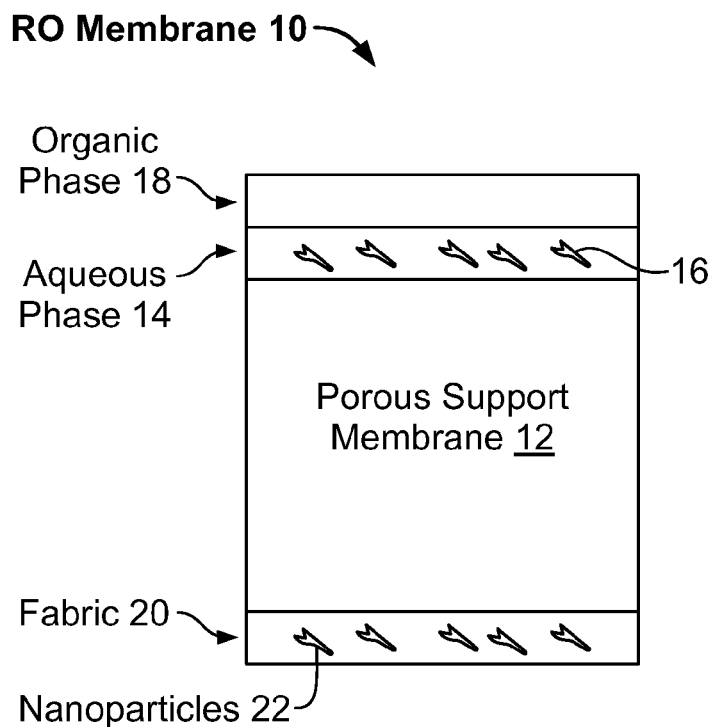 RO Membrane 10
Organic
Phase 18
Aqueous
Phase 14
16
Porous Support
Membrane 12
Fabric 20
Nanoparticles 22